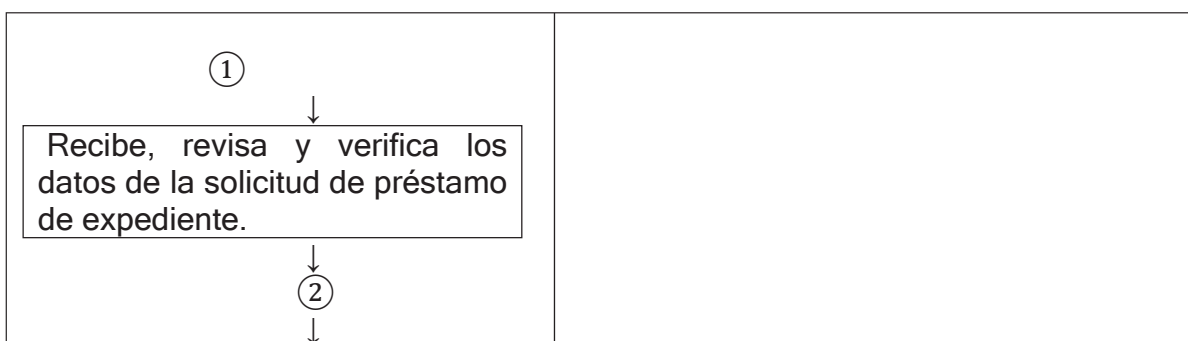 ①
↓
Recibe, revisa y verifica los
datos de la solicitud de préstamo
de expediente.
↓
②
↓